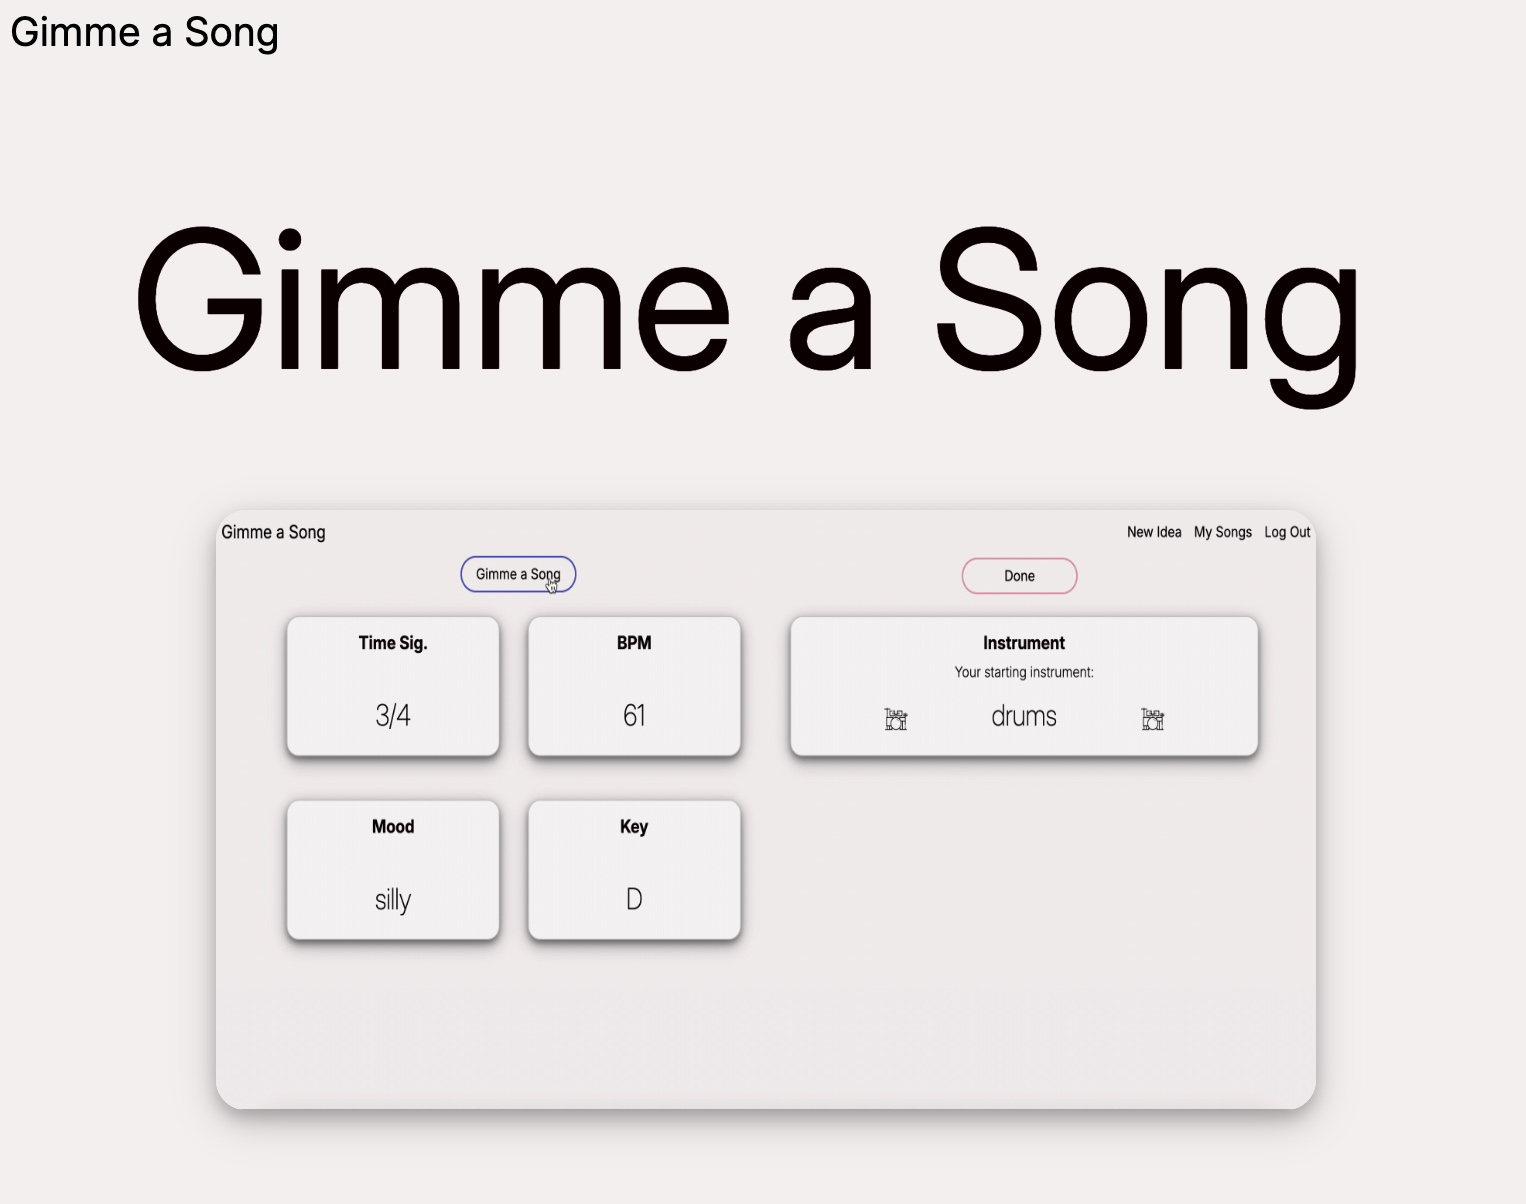 Gimme a Song
Gimme a Song
Gimme a Song
New Idea My Songs Log Out
Gimme a Song
Done
Time Sig.
3/4
BPM
61
Instrument
Your starting instrument:
drums
Mood
silly
Key
D